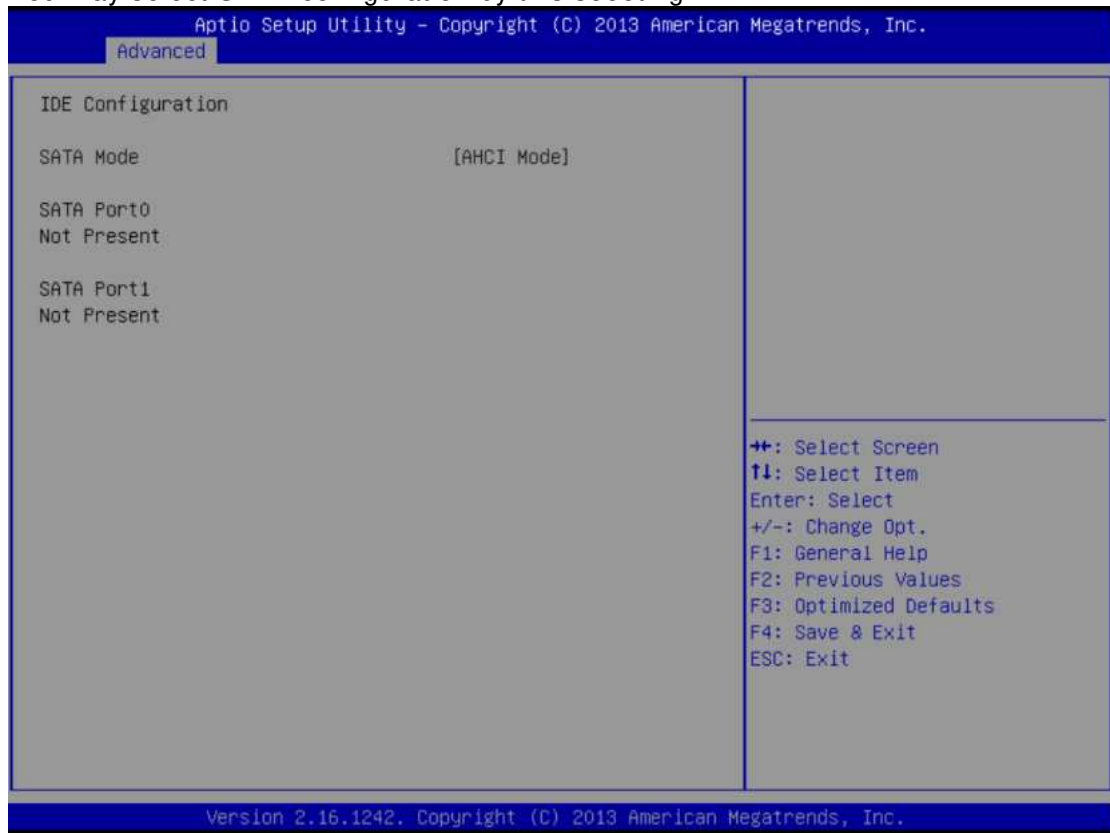 Aptio Setup Utility – Copyright (C) 2013 American Megatrends, Inc.
Advanced
IDE Configuration
SATA Mode [AHCI Mode]
SATA Port0
Not Present
SATA Port1
Not Present
→←: Select Screen
↑↓: Select Item
Enter: Select
+/-: Change Opt.
F1: General Help
F2: Previous Values
F3: Optimized Defaults
F4: Save & Exit
ESC: Exit
Version 2.16.1242. Copyright (C) 2013 American Megatrends, Inc.